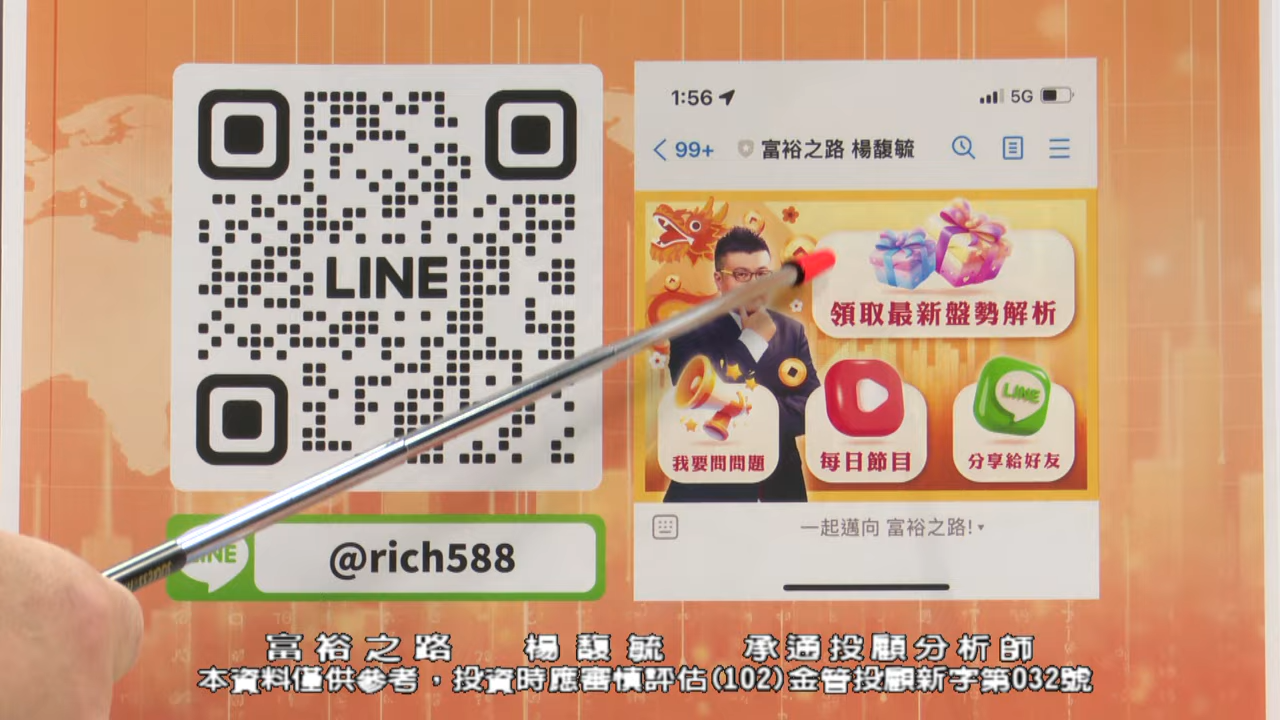 LINE
LINE
@rich588
1:56
5G
99+
富裕之路 楊馥毓
領取最新盤勢解析
我要問問題
每日節目
LINE
分享給好友
一起邁向 富裕之路!
富裕之路 楊馥毓 承通投顧分析師
本資料僅供參考，投資時應審慎評估(102)金管投顧新字第032號